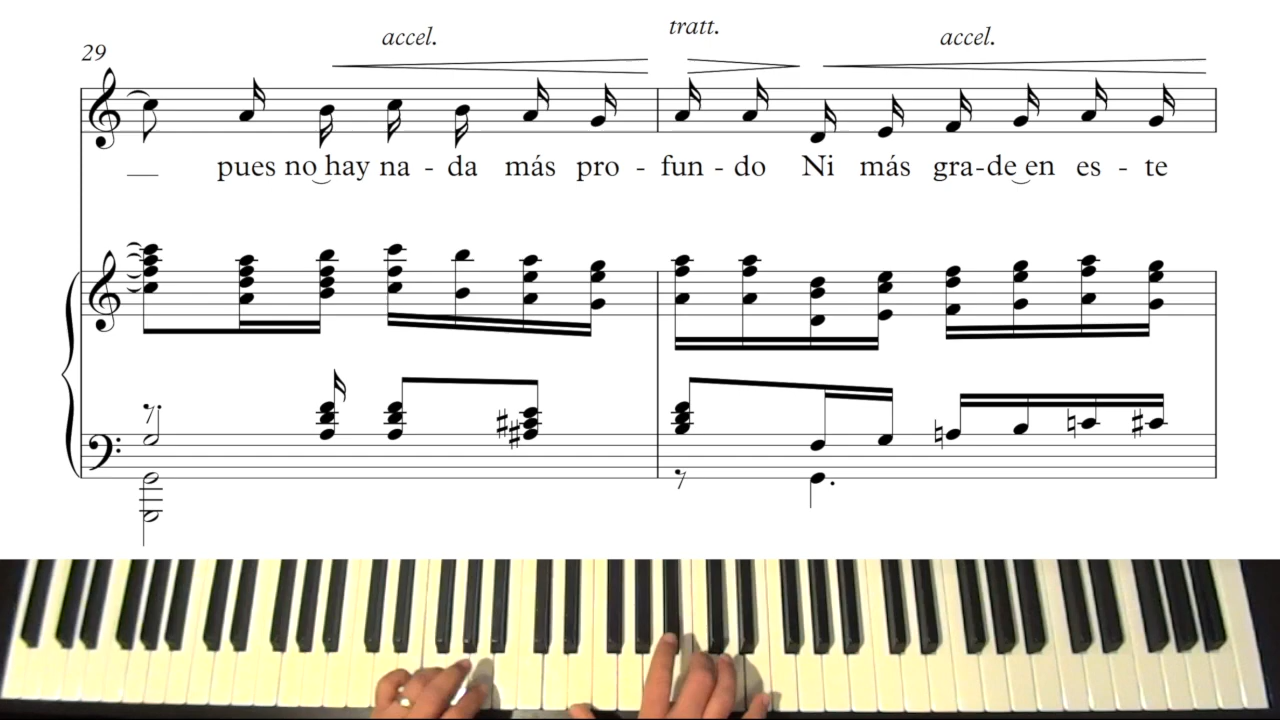 accel. tratt. accel.
29
pues no hay na - da más pro - fun - do Ni más gra-de en es - te